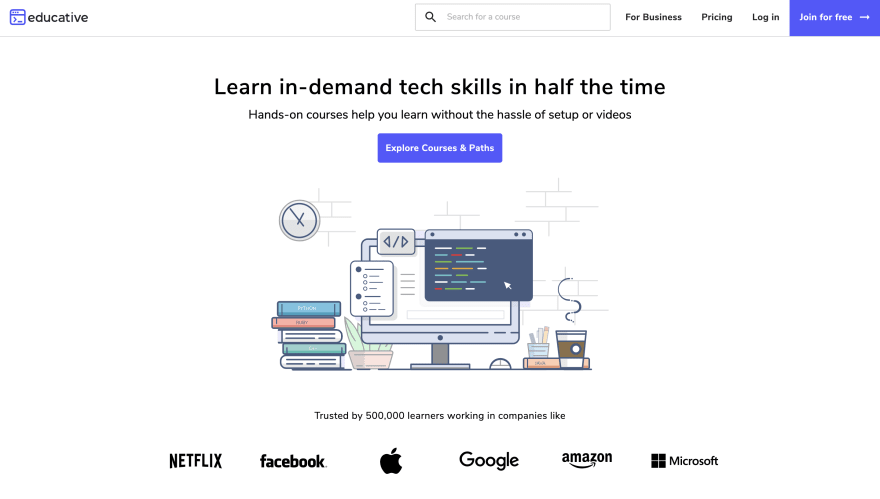 educative
Search for a course
For Business
Pricing
Log in
Join for free →
Learn in-demand tech skills in half the time
Hands-on courses help you learn without the hassle of setup or videos
Explore Courses & Paths
</>
PYTHON
RUBY
Trusted by 500,000 learners working in companies like
NETFLIX
facebook
Google
amazon
Microsoft